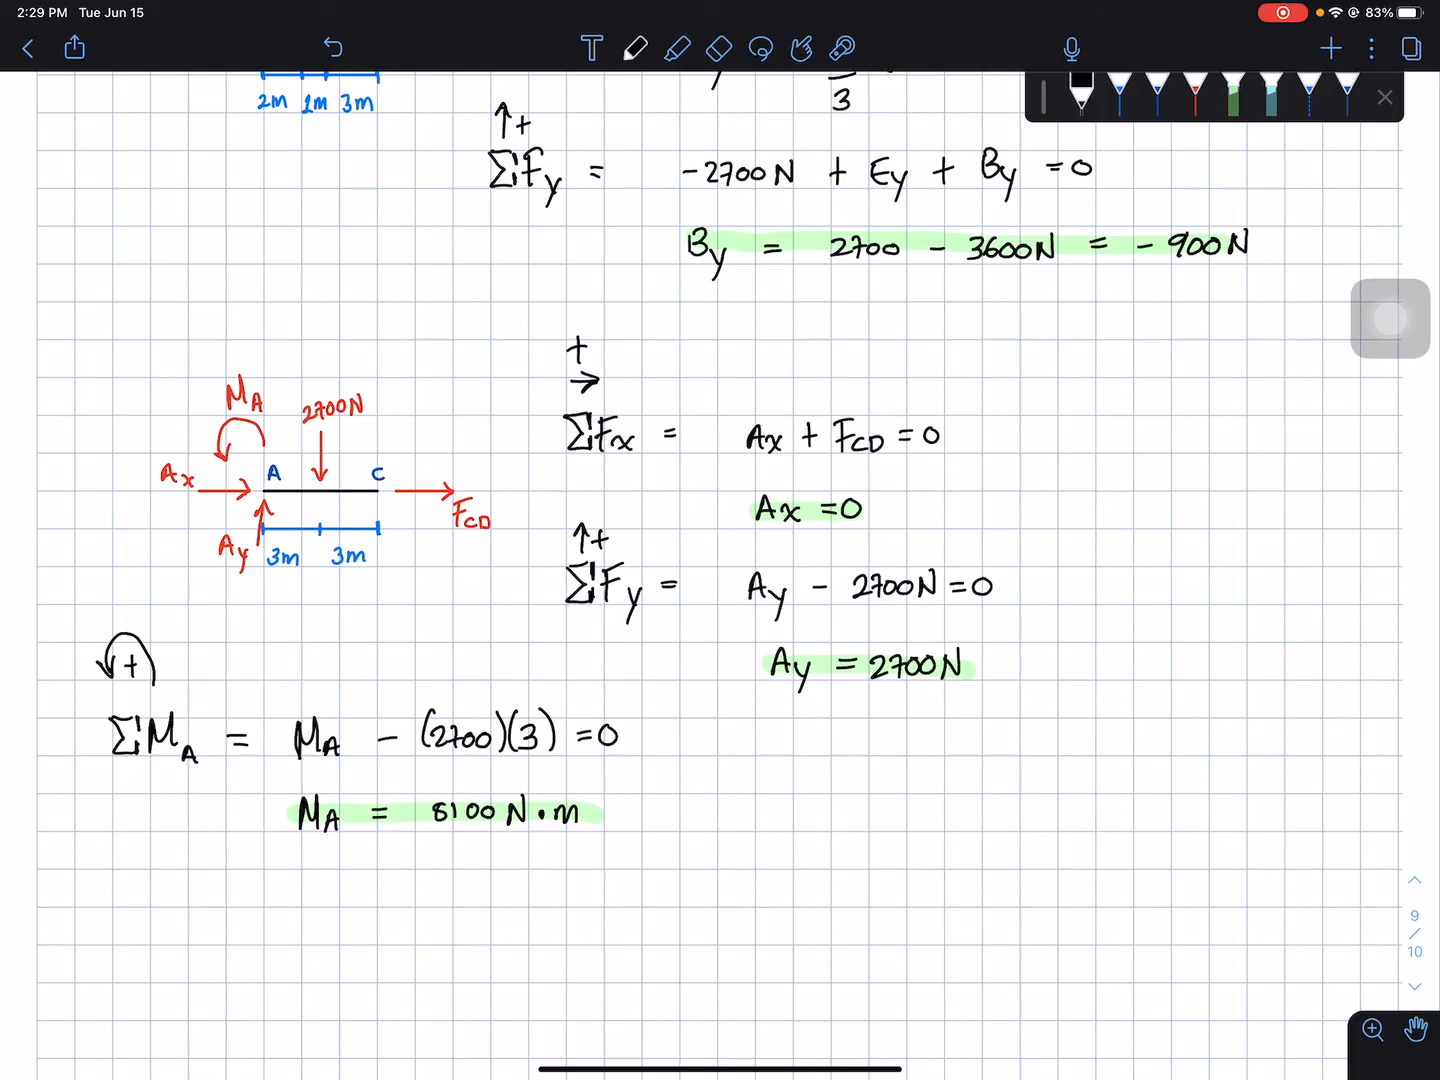 2:29 PM Tue Jun 15
83%
2m 1m 3m
3
↑+
ΣFy = -2700N + Ey + By = 0
By = 2700 - 3600N = -900N
+
→
ΣFx = Ax + FCD = 0
Ax = 0
↑+
ΣFy = Ay - 2700N = 0
Ay = 2700N
MA
2700N
Ax
A
C
FCD
Ay
3m 3m
+
ΣMA = MA - (2700)(3) = 0
MA = 8100 N·m
T
9
/
10